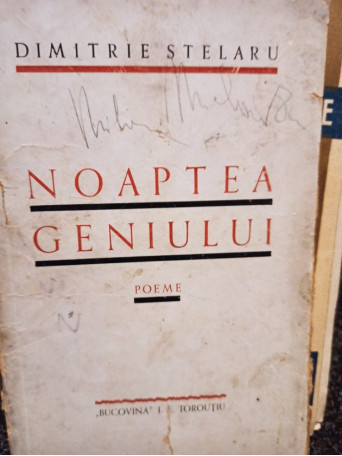 DIMITRIE STELARU
NOAPTEA
GENIULUI
POEME
„BUCOVINA" I. E. TOROUȚIU
E